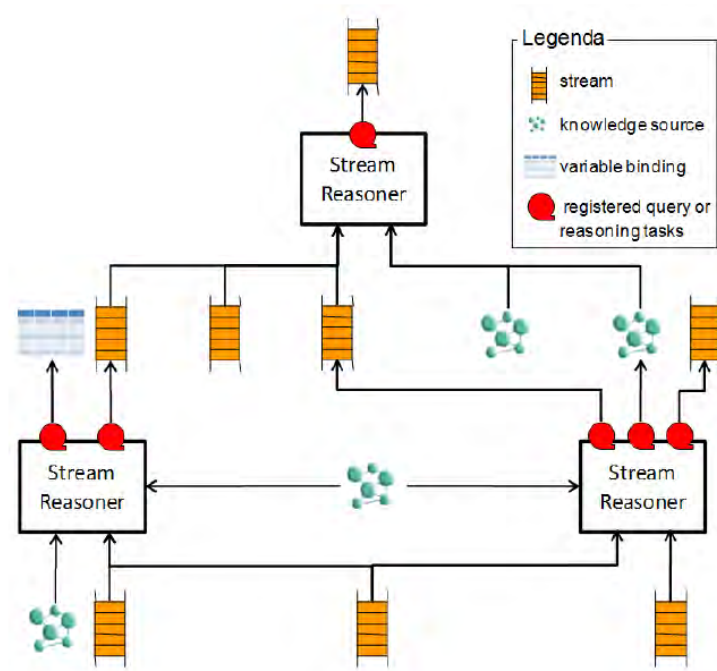 Legenda
stream
knowledge source
variable binding
registered query or
reasoning tasks
Stream
Reasoner
Stream
Reasoner
Stream
Reasoner